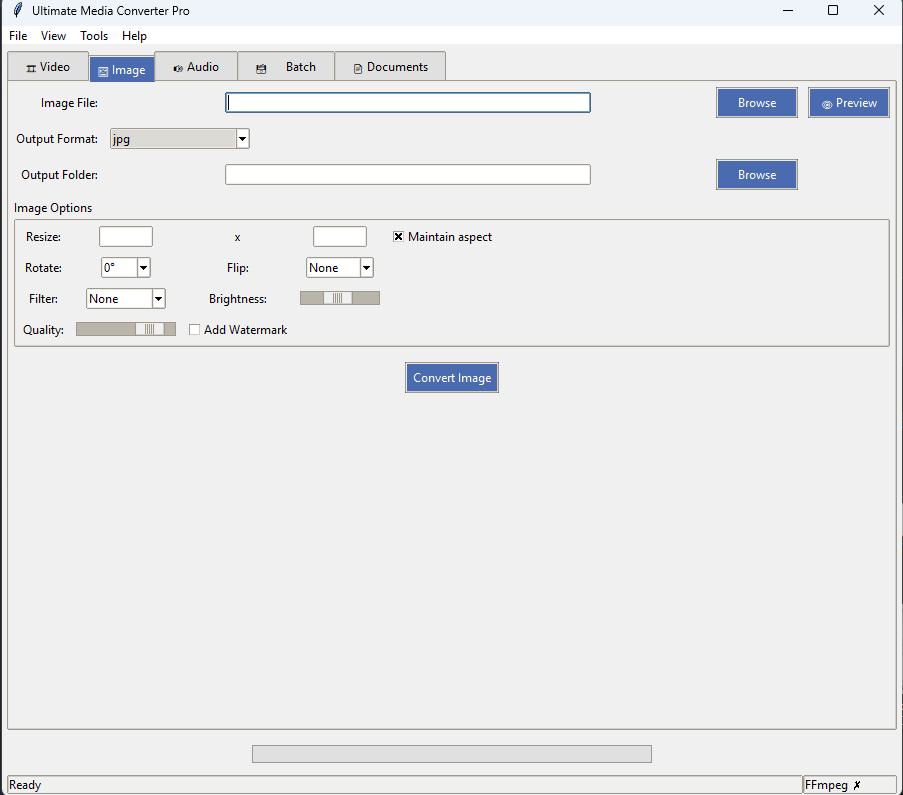 Ultimate Media Converter Pro
File View Tools Help
Video Image Audio Batch Documents
Image File: Browse Preview
Output Format: jpg
Output Folder: Browse
Image Options
Resize: x Maintain aspect
Rotate: 0° Flip: None
Filter: None Brightness:
Quality: Add Watermark
Convert Image
Ready FFmpeg ✗